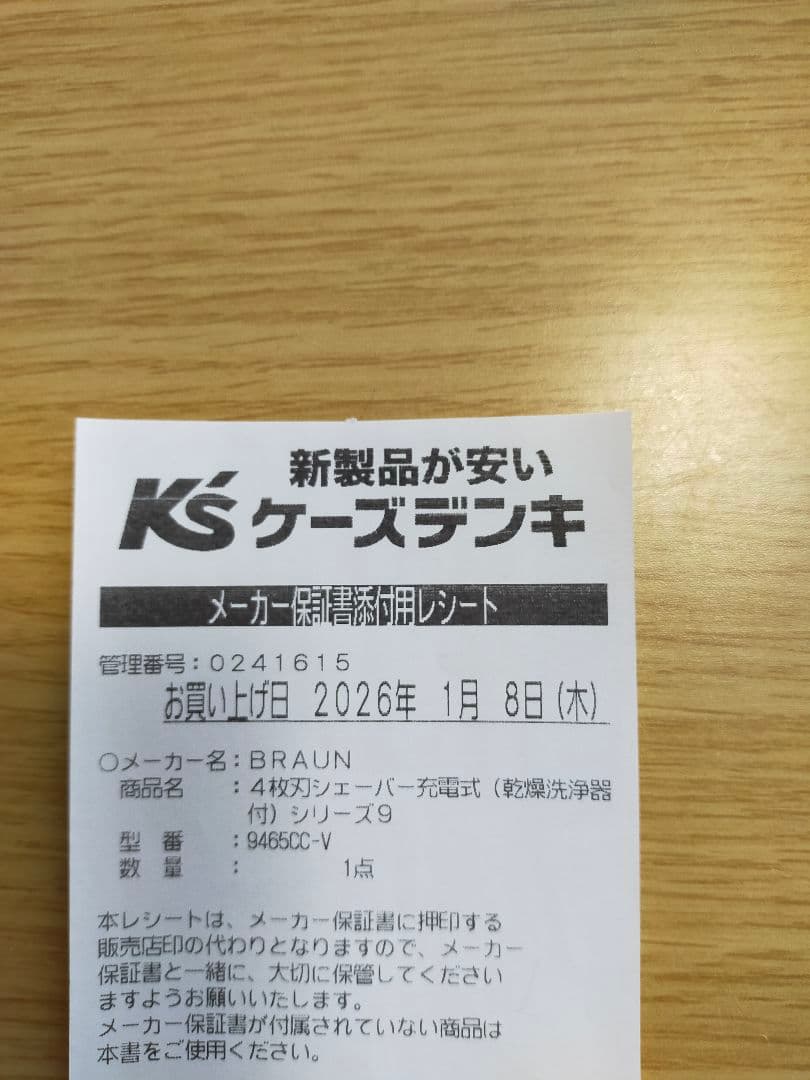 新製品が安い
K'sケーズデンキ
メーカー保証書添付用レシート
管理番号:0241615
お買い上げ日 2026年 1月 8日(木)
○メーカー名:BRAUN
商品名 :4枚刃シェーバー充電式(乾燥洗浄器
付)シリーズ9
型 番 :9465CC-V
数 量 : 1点
本レシートは、メーカー保証書に押印する
販売店印の代わりとなりますので、メーカー
保証書と一緒に、大切に保管してください
ますようお願いいたします。
メーカー保証書が付属されていない商品は
本書をご使用ください。